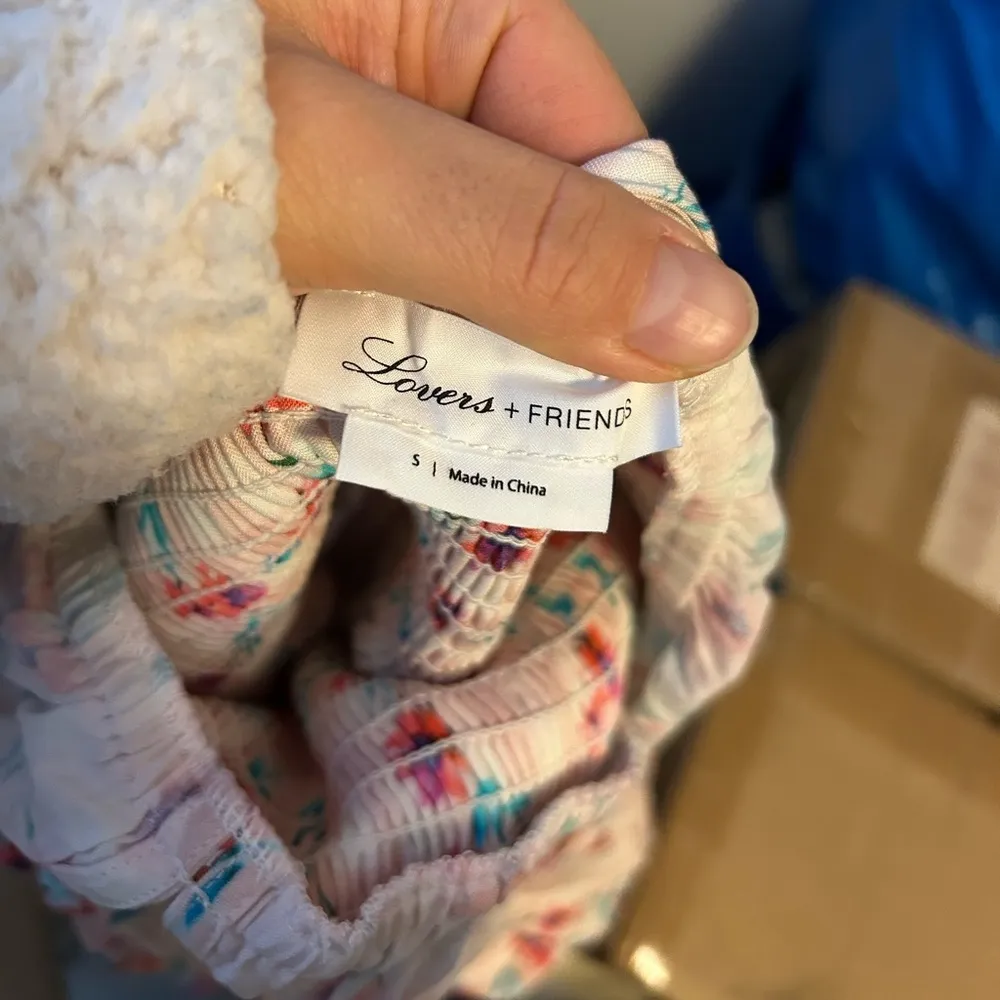 Lovers + FRIENDS
S | Made in China